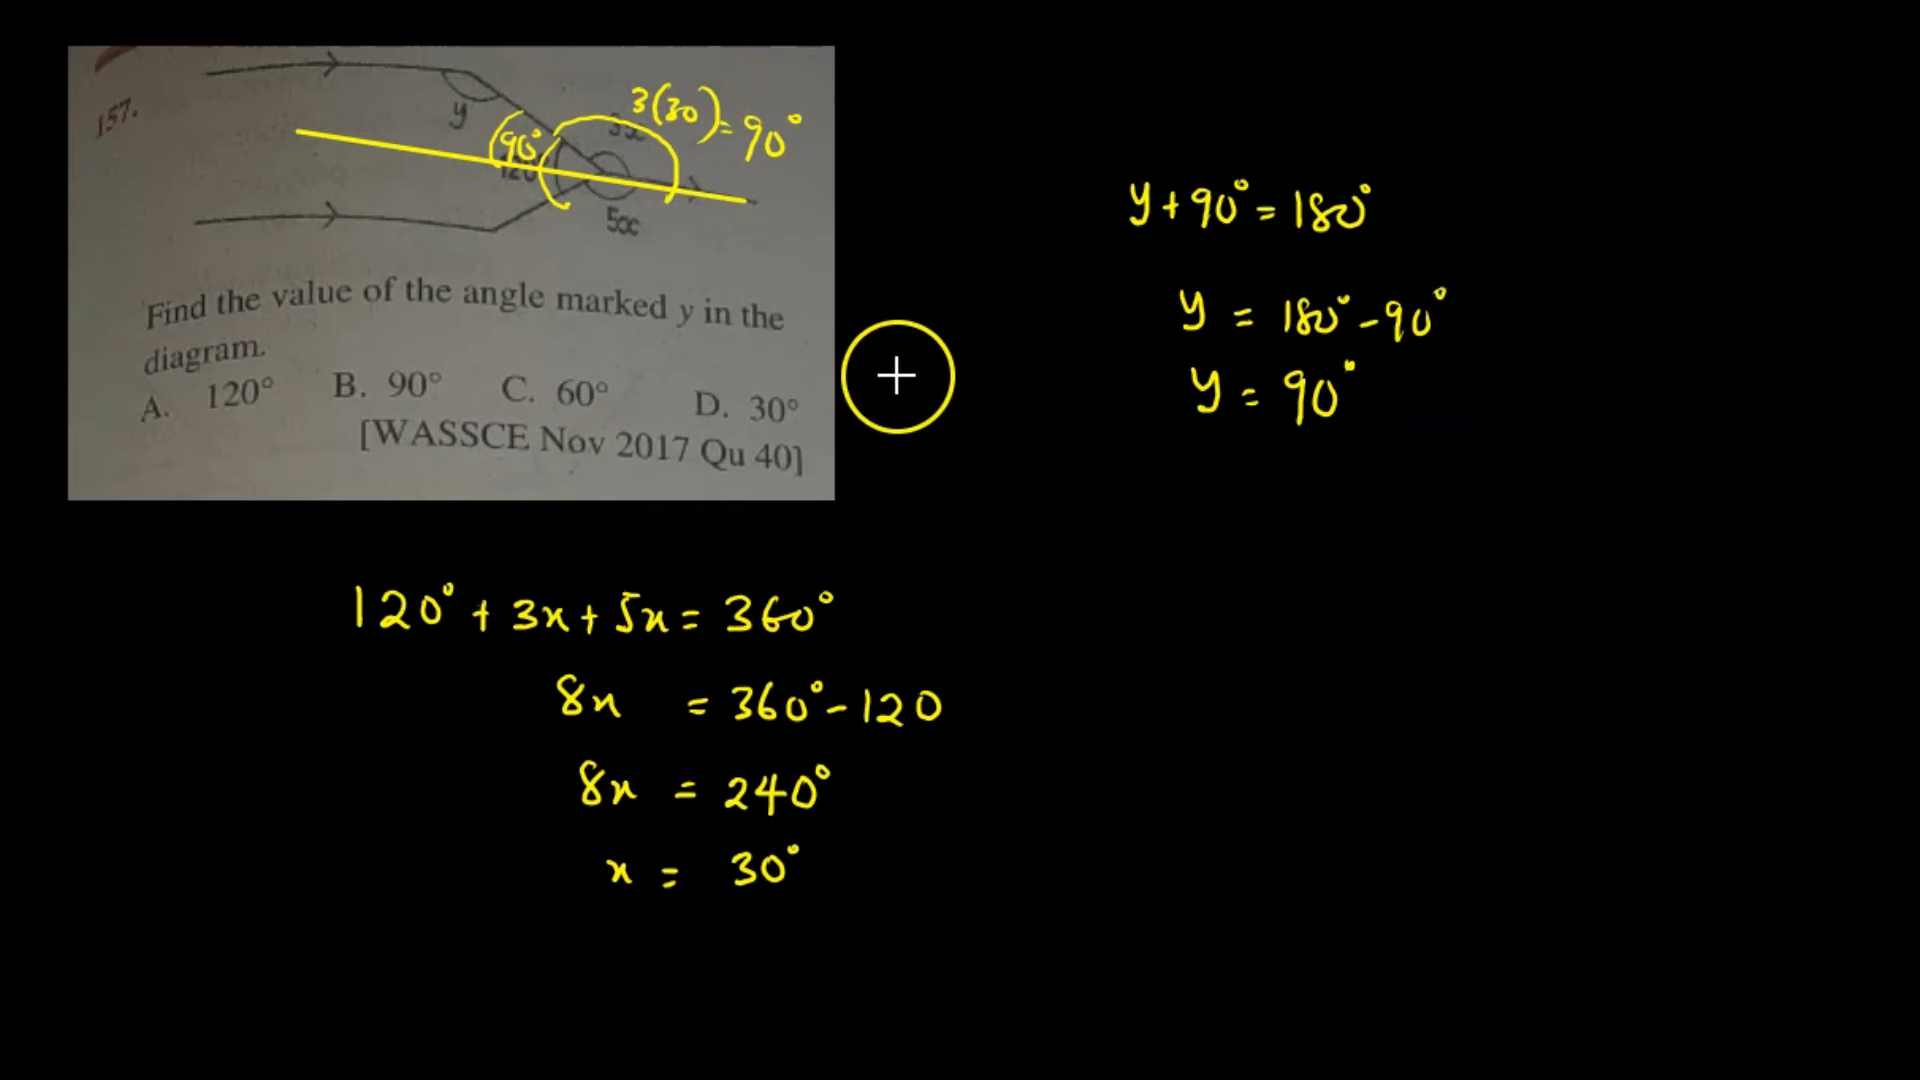 157.
y
90°
120°
3(30) = 90°
3x
5x
Find the value of the angle marked y in the
diagram.
A. 120° B. 90° C. 60° D. 30°
[WASSCE Nov 2017 Qu 40]
y + 90° = 180°
y = 180° - 90°
y = 90°
120° + 3x + 5x = 360°
8x = 360° - 120
8x = 240°
x = 30°